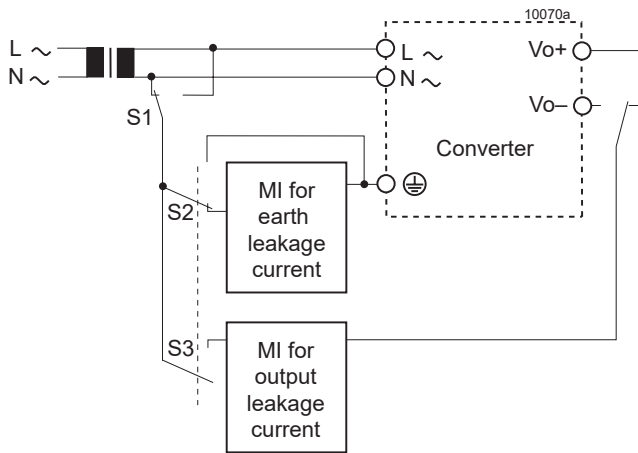 10070a
L ~
N ~
L ~
N ~
Vo+
Vo–
Converter
S1
S2
MI for
earth
leakage
current
S3
MI for
output
leakage
current